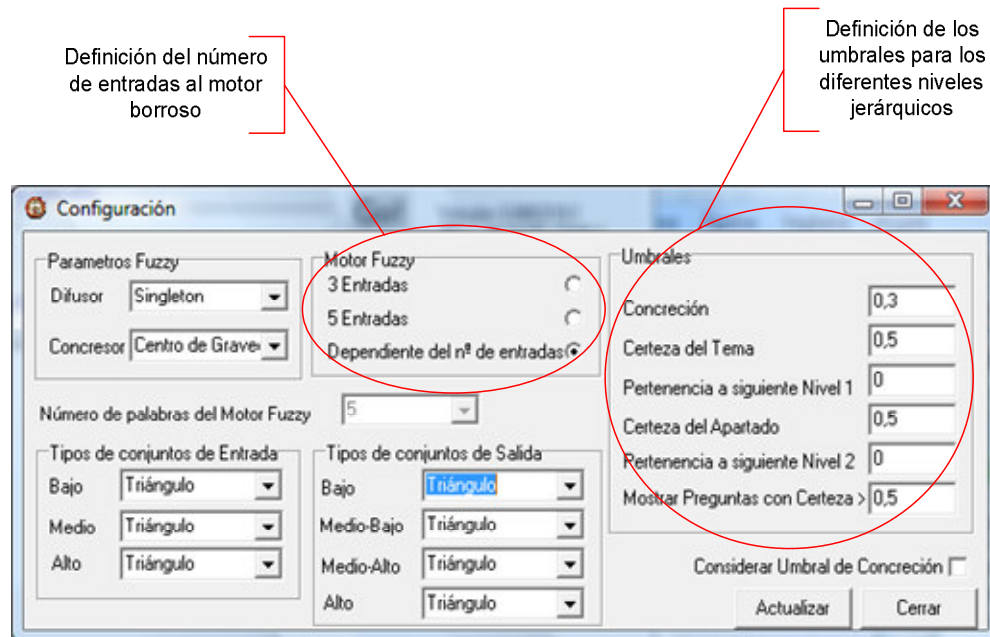 Definición del número
de entradas al motor
borroso
Definición de los
umbrales para los
diferentes niveles
jerárquicos
Configuración
Parametros Fuzzy
Difusor Singleton
Concresor Centro de Grave
Motor Fuzzy
3 Entradas
5 Entradas
Dependiente del nº de entradas
Número de palabras del Motor Fuzzy 5
Tipos de conjuntos de Entrada
Bajo Triángulo
Medio Triángulo
Alto Triángulo
Tipos de conjuntos de Salida
Bajo Triángulo
Medio-Bajo Triángulo
Medio-Alto Triángulo
Alto Triángulo
Umbrales
Concreción 0,3
Certeza del Tema 0,5
Pertenencia a siguiente Nivel 1 0
Certeza del Apartado 0,5
Pertenencia a siguiente Nivel 2 0
Mostrar Preguntas con Certeza > 0,5
Considerar Umbral de Concreción
Actualizar
Cerrar